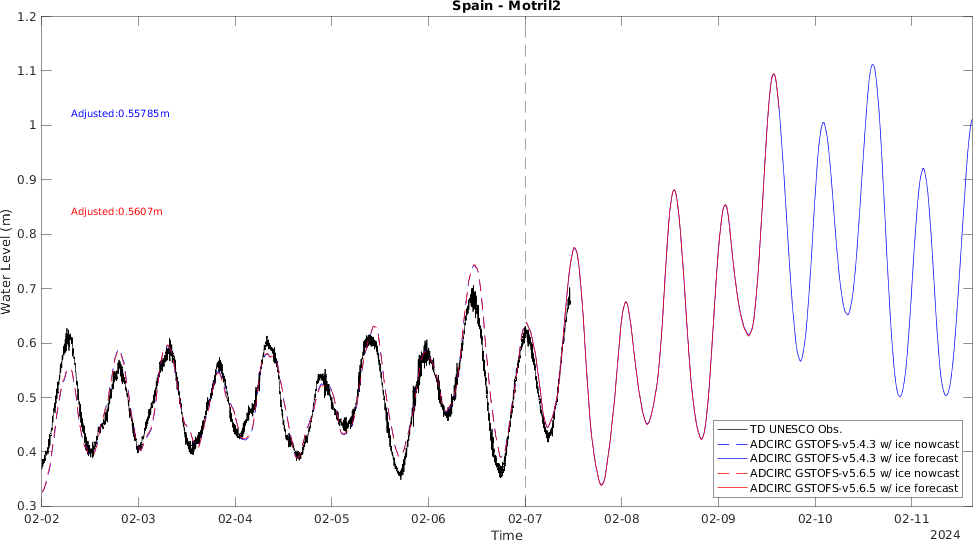 Spain - Motril2
1.2
1.1
1
0.9
0.8
0.7
0.6
0.5
0.4
0.3
Water Level (m)
Adjusted:0.55785m
Adjusted:0.5607m
TD UNESCO Obs.
ADCIRC GSTOFS-v5.4.3 w/ ice nowcast
ADCIRC GSTOFS-v5.4.3 w/ ice forecast
ADCIRC GSTOFS-v5.6.5 w/ ice nowcast
ADCIRC GSTOFS-v5.6.5 w/ ice forecast
02-02 02-03 02-04 02-05 02-06 02-07 02-08 02-09 02-10 02-11
Time
2024